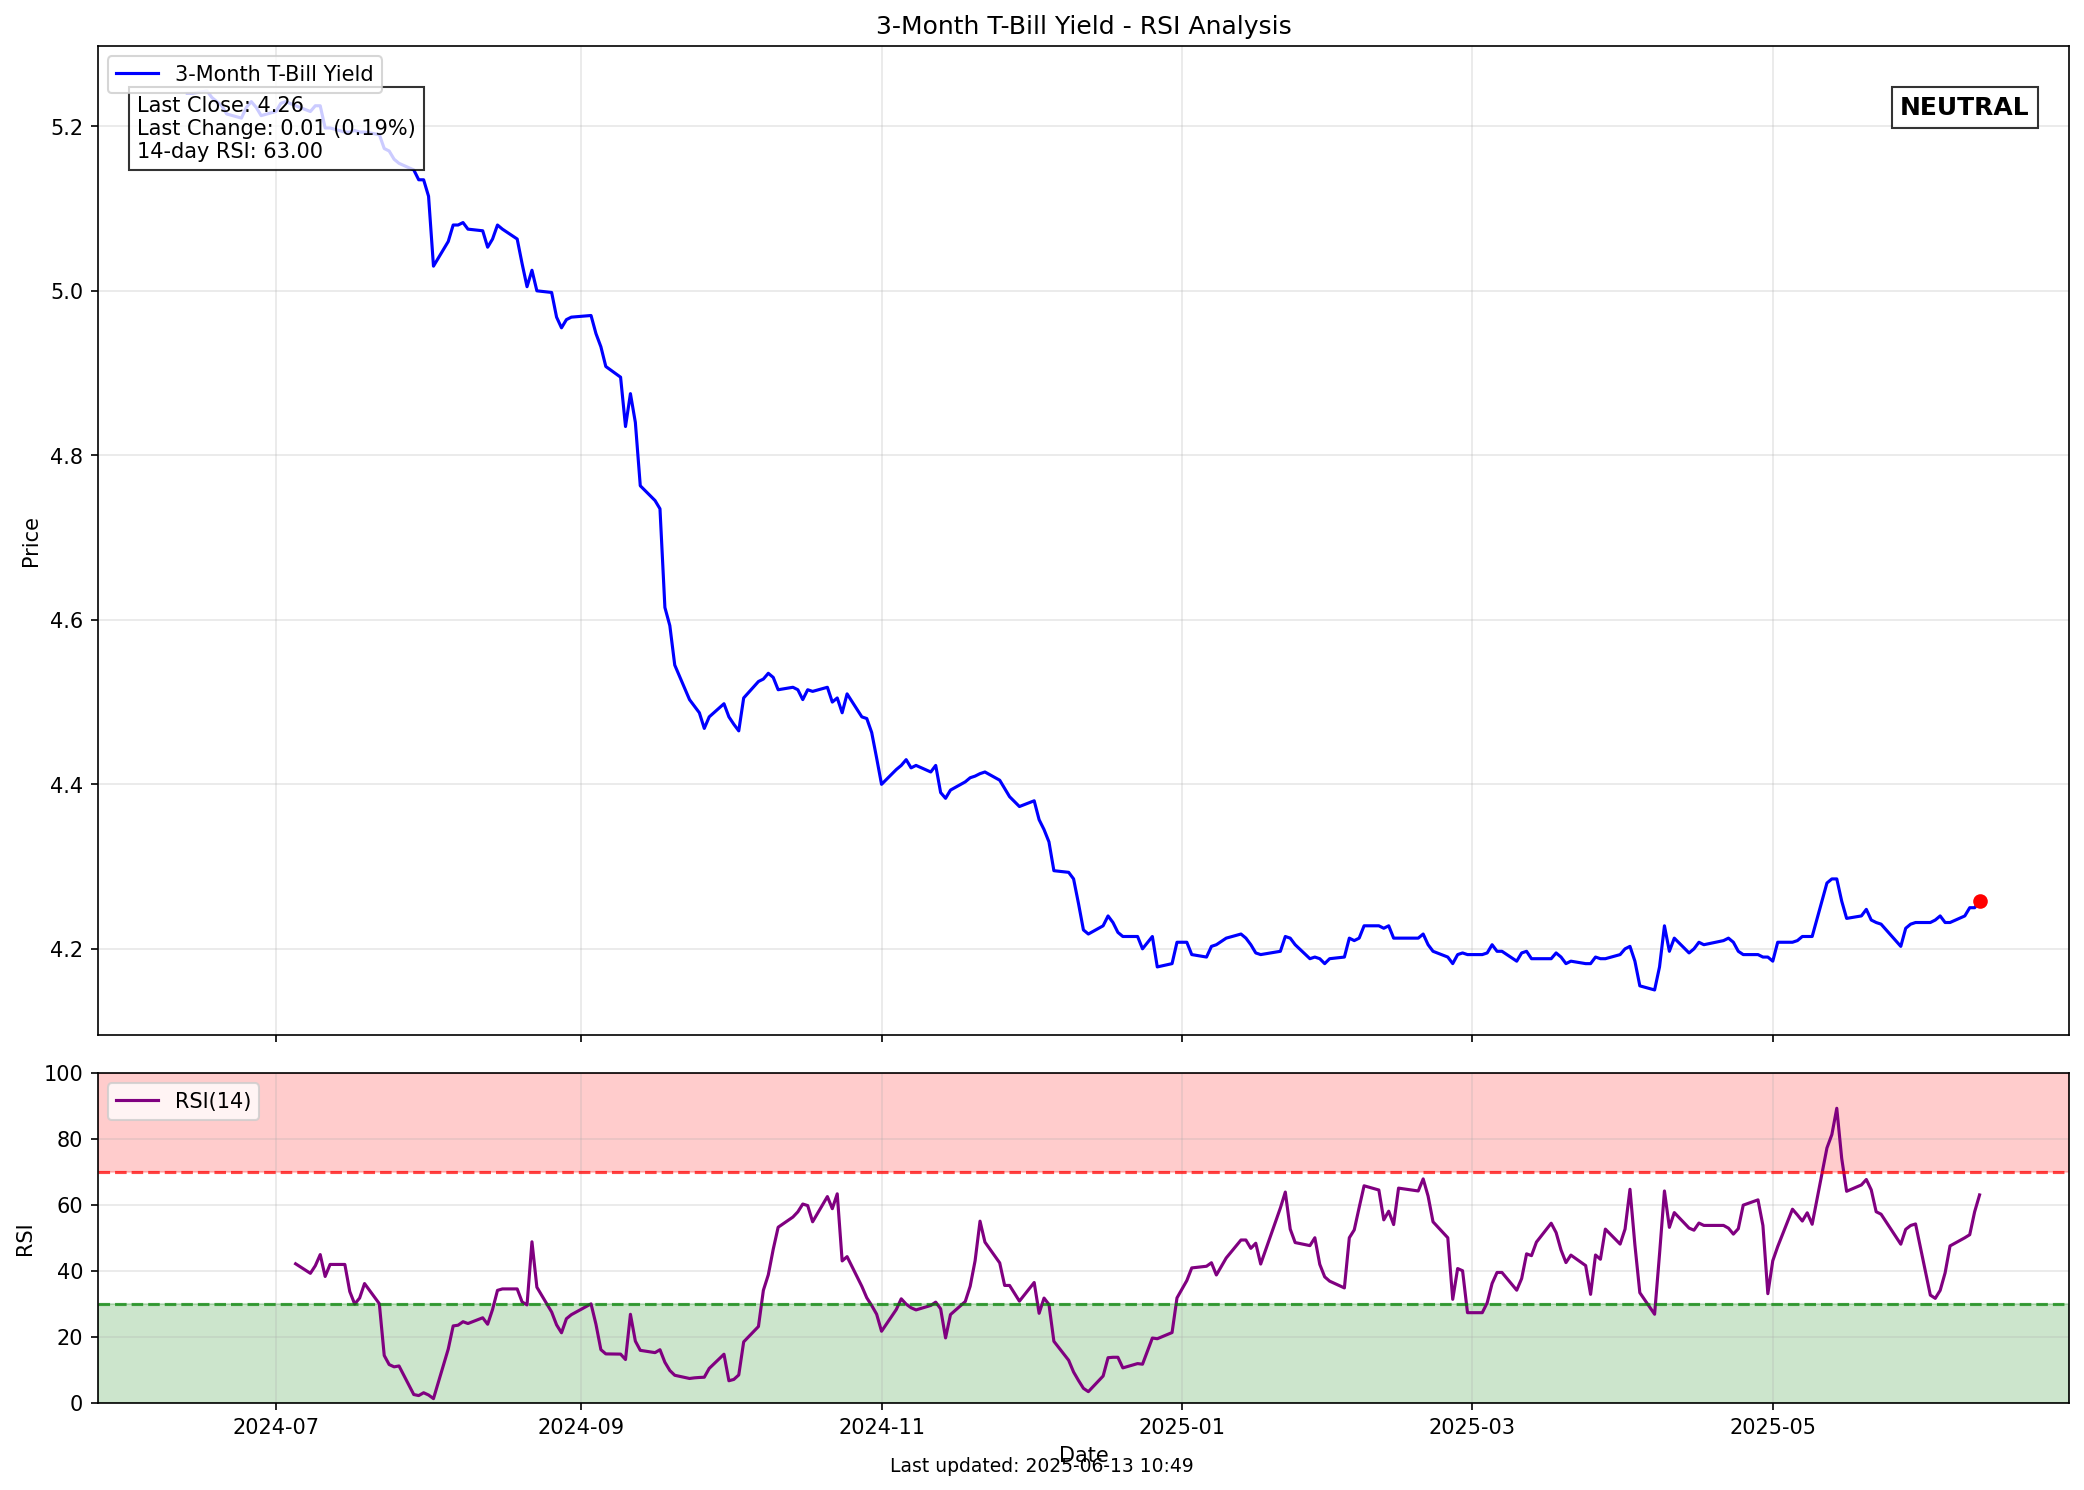 3-Month T-Bill Yield - RSI Analysis
3-Month T-Bill Yield
Last Close: 4.26
Last Change: 0.01 (0.19%)
14-day RSI: 63.00
NEUTRAL
Price
5.2
5.0
4.8
4.6
4.4
4.2
RSI(14)
RSI
100
80
60
40
20
0
2024-07
2024-09
2024-11
2025-01
2025-03
2025-05
Date
Last updated: 2025-06-13 10:49